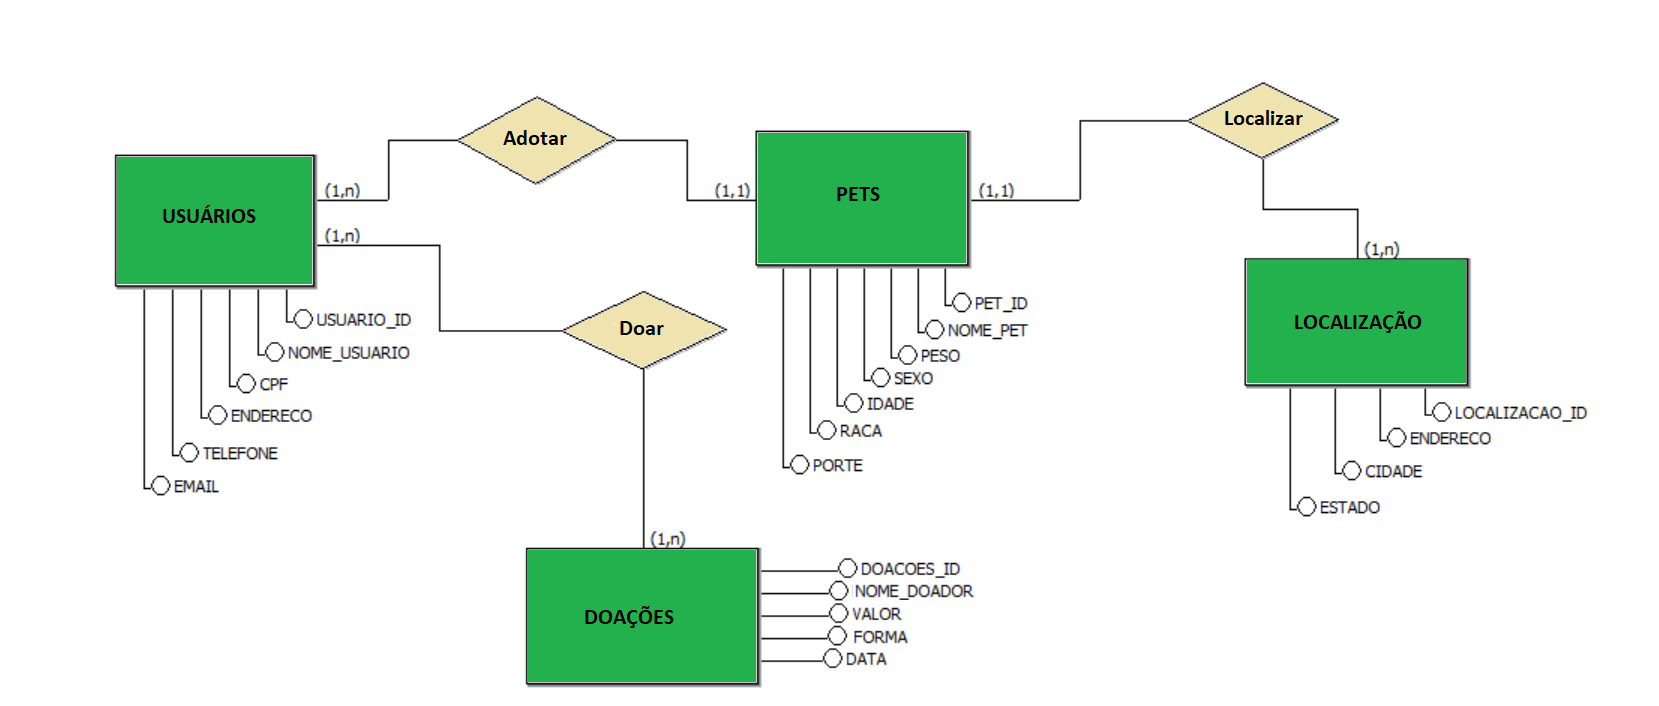 Adotar
Localizar
USUÁRIOS
(1,n)
(1,n)
(1,1)
PETS
(1,1)
(1,n)
LOCALIZAÇÃO
USUARIO_ID
NOME_USUARIO
CPF
ENDERECO
TELEFONE
EMAIL
Doar
PET_ID
NOME_PET
PESO
SEXO
IDADE
RACA
PORTE
LOCALIZACAO_ID
ENDERECO
CIDADE
ESTADO
(1,n)
DOAÇÕES
DOACOES_ID
NOME_DOADOR
VALOR
FORMA
DATA